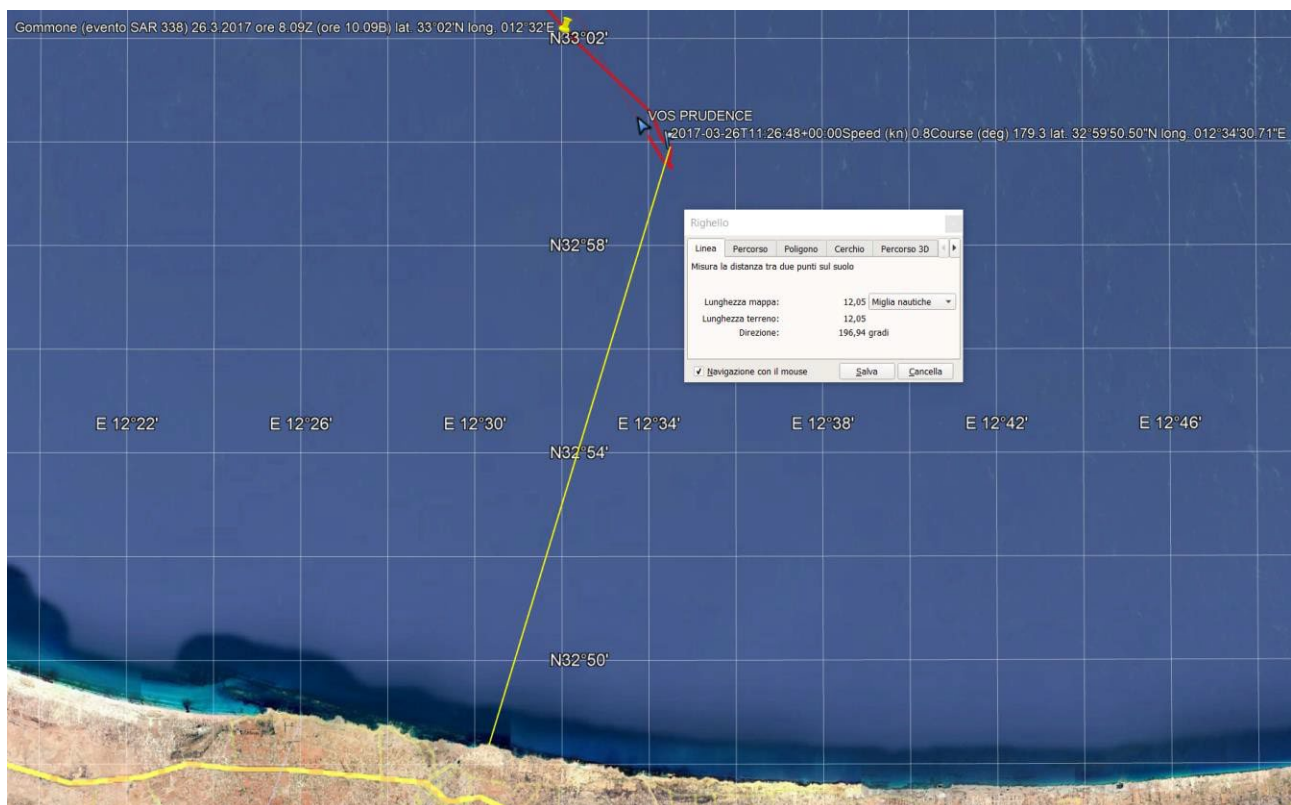 Gommone (evento SAR 338) 26.3.2017 ore 8.09Z (ore 10.09B) lat. 33°02'N long. 012°32'E
N33°02'
VOS PRUDENCE
2017-03-26T11:26:48+00:00Speed (kn) 0.8Course (deg) 179.3 lat. 32°59'50.50"N long. 012°34'30.71"E
Righello
Linea Percorso Poligono Cerchio Percorso 3D
N32°58'
Misura la distanza tra due punti sul suolo
Lunghezza mappa: 12,05 Miglia nautiche
Lunghezza terreno: 12,05
Direzione: 196,94 gradi
Navigazione con il mouse Salva Cancella
E 12°22' E 12°26' E 12°30' E 12°34' E 12°38' E 12°42' E 12°46'
N32°54'
N32°50'